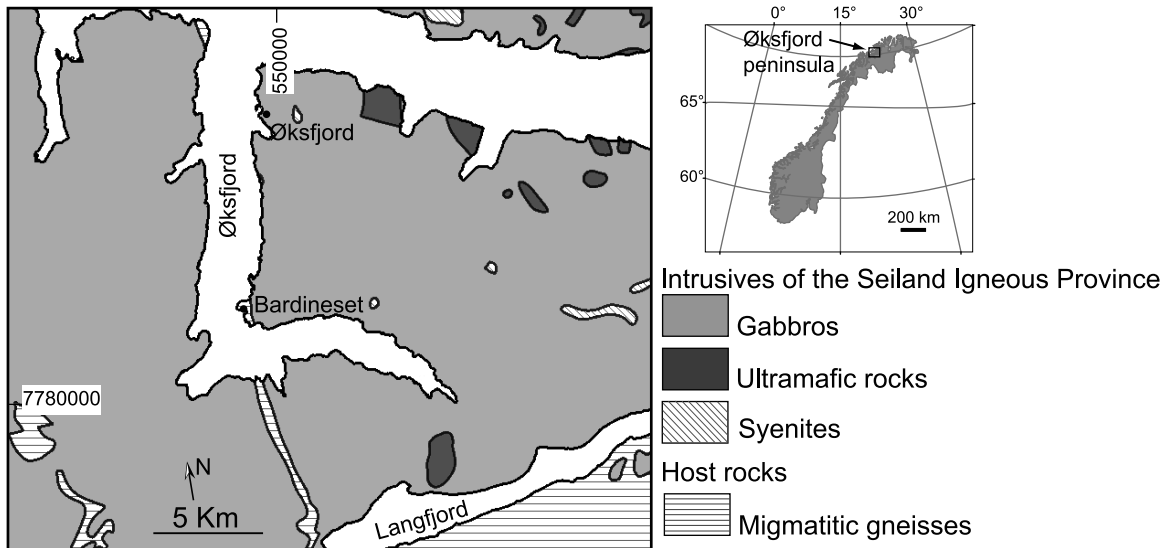 550000
Øksfjord
Øksfjord
Bardineset
7780000
N
5 Km
Langfjord
0°
15°
30°
Øksfjord
peninsula
65°
60°
200 km
Intrusives of the Seiland Igneous Province
Gabbros
Ultramafic rocks
Syenites
Host rocks
Migmatitic gneisses